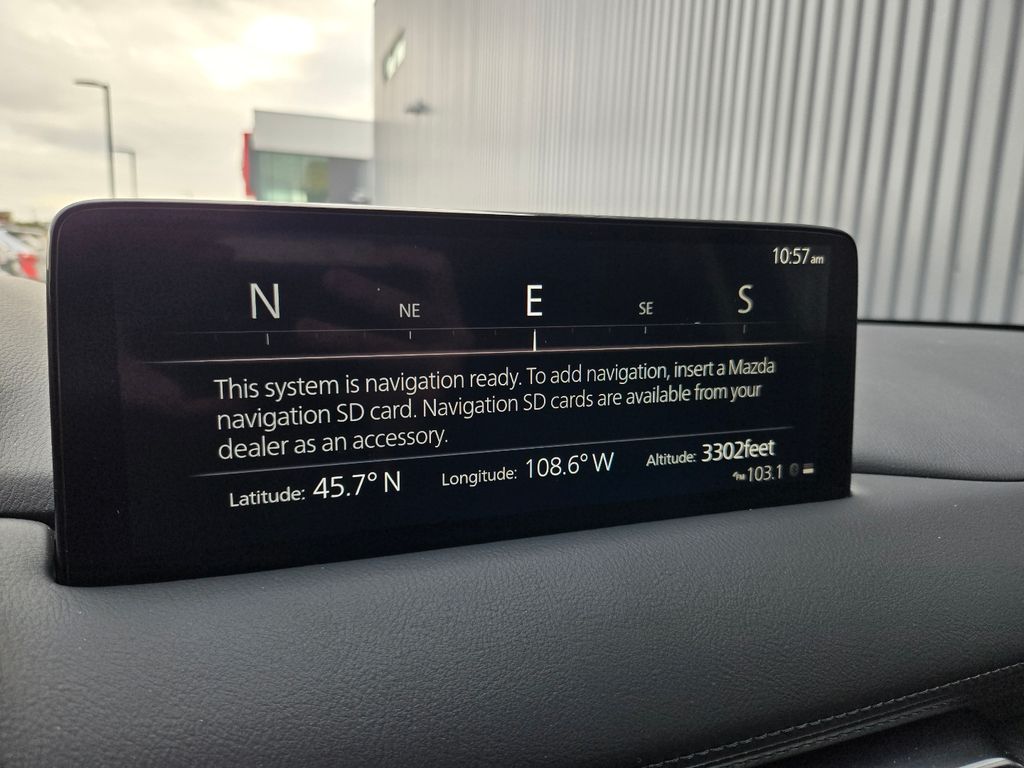 10:57am
N NE E SE S
This system is navigation ready. To add navigation, insert a Mazda
navigation SD card. Navigation SD cards are available from your
dealer as an accessory.
Latitude: 45.7° N Longitude: 108.6° W Altitude: 3302feet
FM 103.1